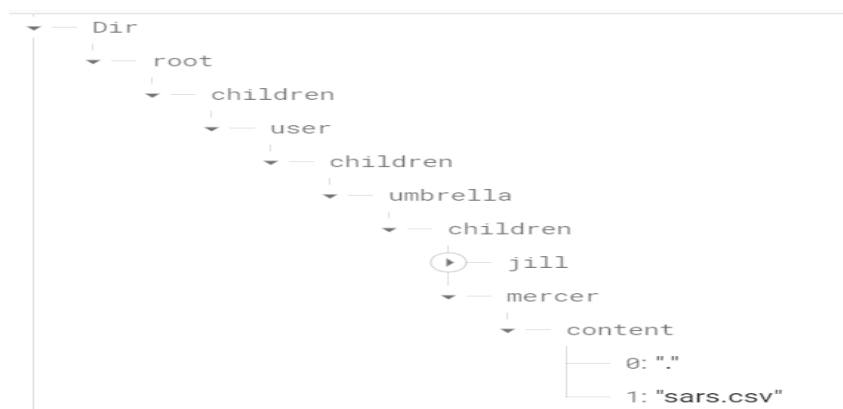 Dir
root
children
user
children
umbrella
children
jill
mercer
content
0: "."
1: "sars.csv"